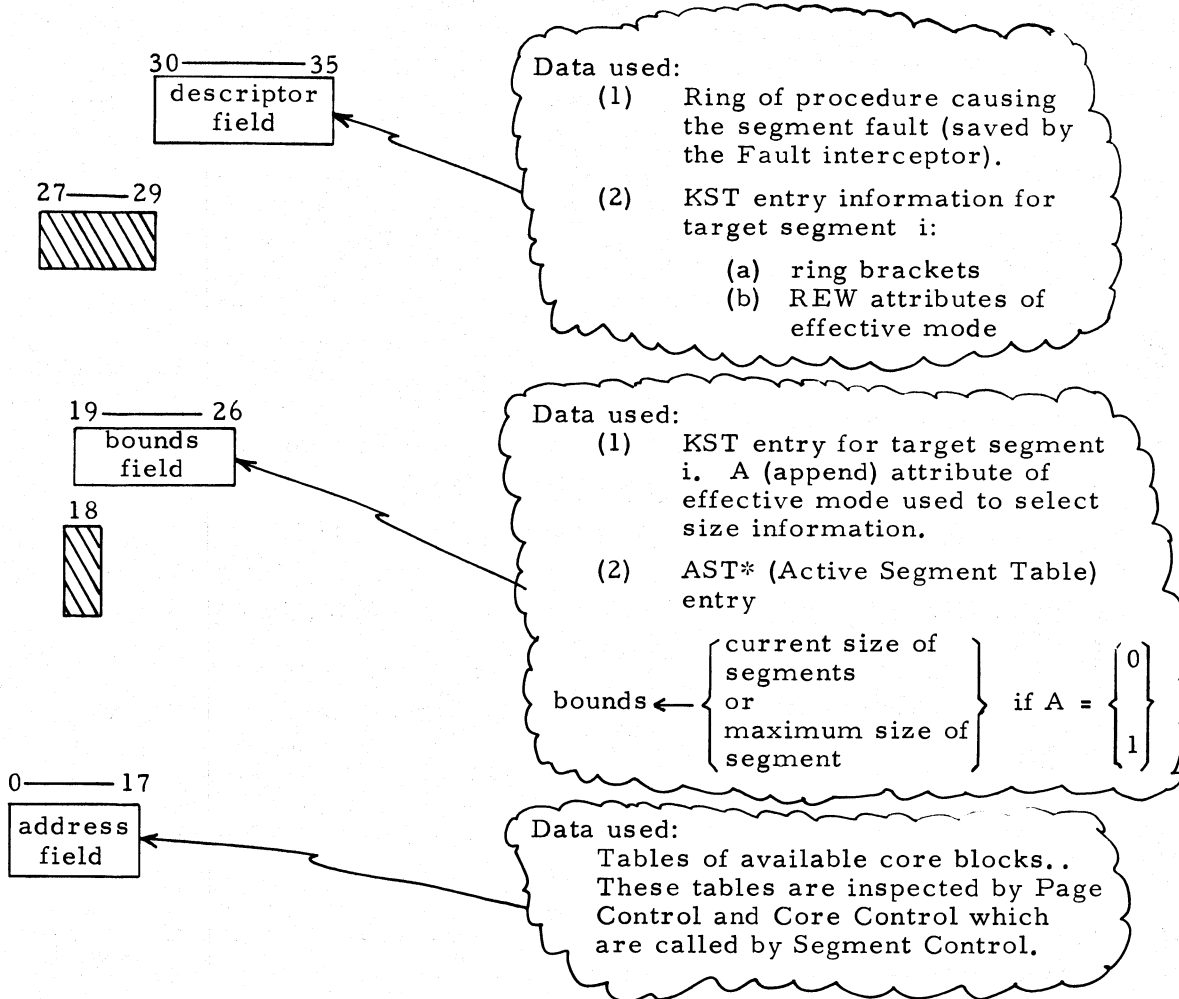 30 35
descriptor
field
27 29
Data used:
(1) Ring of procedure causing
the segment fault (saved by
the Fault interceptor).
(2) KST entry information for
target segment i:
(a) ring brackets
(b) REW attributes of
effective mode
19 26
bounds
field
18
Data used:
(1) KST entry for target segment
i. A (append) attribute of
effective mode used to select
size information.
(2) AST* (Active Segment Table)
entry
current size of
segments
bounds ← or if A =
maximum size of
segment
0
1
0 17
address
field
Data used:
Tables of available core blocks..
These tables are inspected by Page
Control and Core Control which
are called by Segment Control.